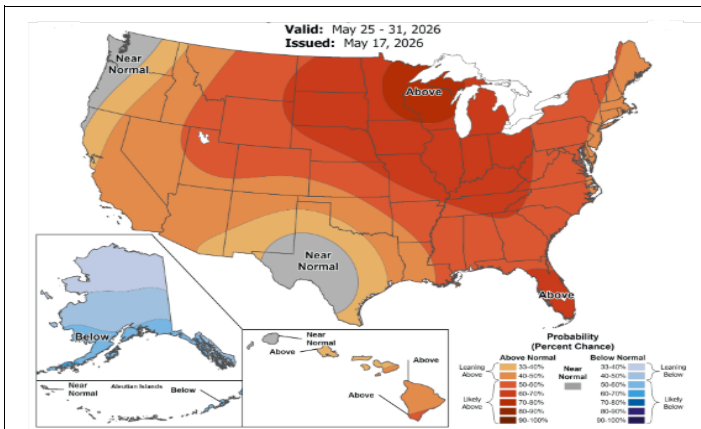 Valid: May 25 - 31, 2026
Issued: May 17, 2026
Near
Normal
Above
Near
Normal
Above
Below
Near
Normal
Aleutian Islands
Below
Near
Normal
Above
Above
Above
Probability
(Percent Chance)
Above Normal
Below Normal
Leaning
Above
Likely
Above
33-40%
40-50%
50-60%
60-70%
70-80%
80-90%
90-100%
Near
Normal
33-40%
40-50%
50-60%
60-70%
70-80%
80-90%
90-100%
Leaning
Below
Likely
Below